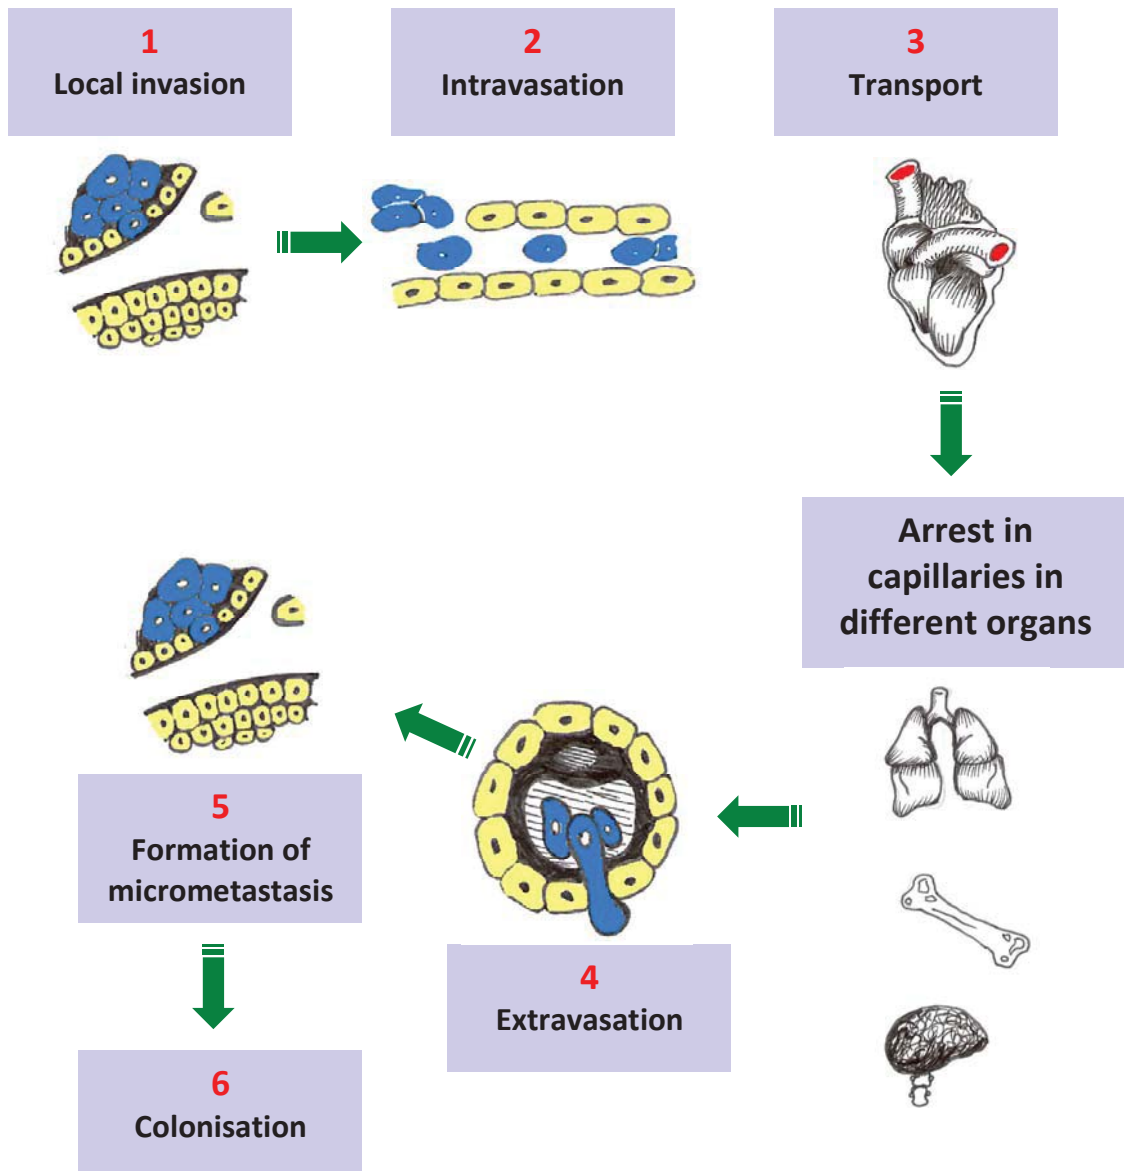 1
Local invasion
2
Intravasation
3
Transport
Arrest in
capillaries in
different organs
4
Extravasation
5
Formation of
micrometastasis
6
Colonisation